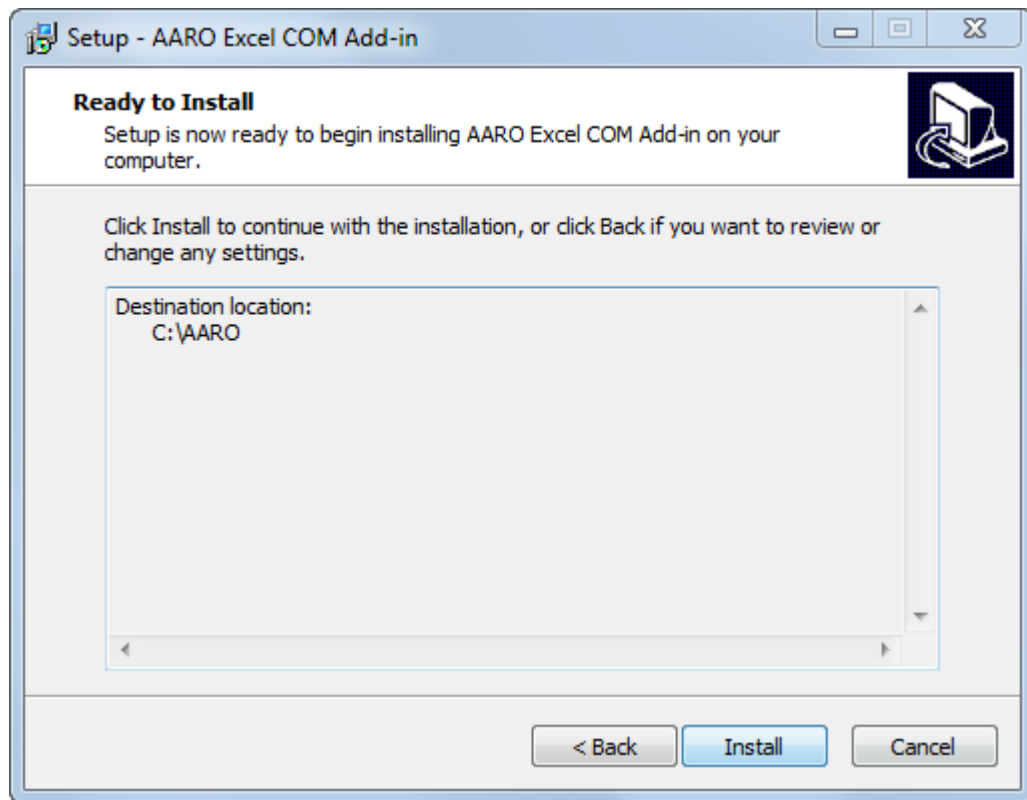 Setup - AARO Excel COM Add-in
Ready to Install
Setup is now ready to begin installing AARO Excel COM Add-in on your
computer.
Click Install to continue with the installation, or click Back if you want to review or
change any settings.
Destination location:
C:\AARO
< Back
Install
Cancel